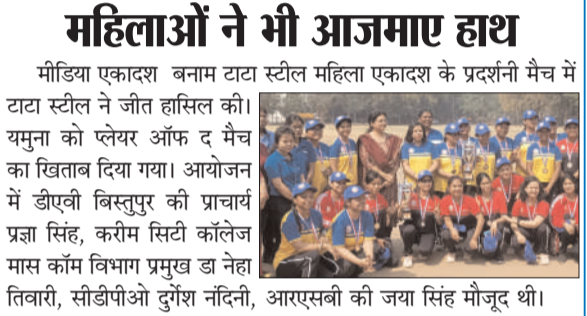 महिलाओं ने भी आजमाए हाथ
मीडिया एकादश बनाम टाटा स्टील महिला एकादश के प्रदर्शनी मैच में
टाटा स्टील ने जीत हासिल की।
यमुना को प्लेयर ऑफ द मैच
का खिताब दिया गया। आयोजन
में डीएवी बिस्तुपुर की प्राचार्य
प्रज्ञा सिंह, करीम सिटी कॉलेज
मास कॉम विभाग प्रमुख डा नेहा
तिवारी, सीडीपीओ दुर्गेश नंदिनी, आरएसबी की जया सिंह मौजूद थी।